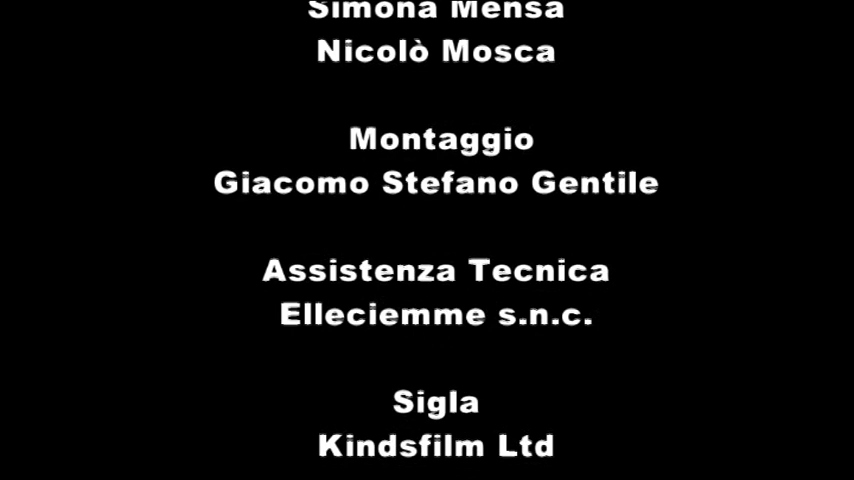 Simona Mensa
Nicolò Mosca
Montaggio
Giacomo Stefano Gentile
Assistenza Tecnica
Elleciemme s.n.c.
Sigla
Kindsfilm Ltd